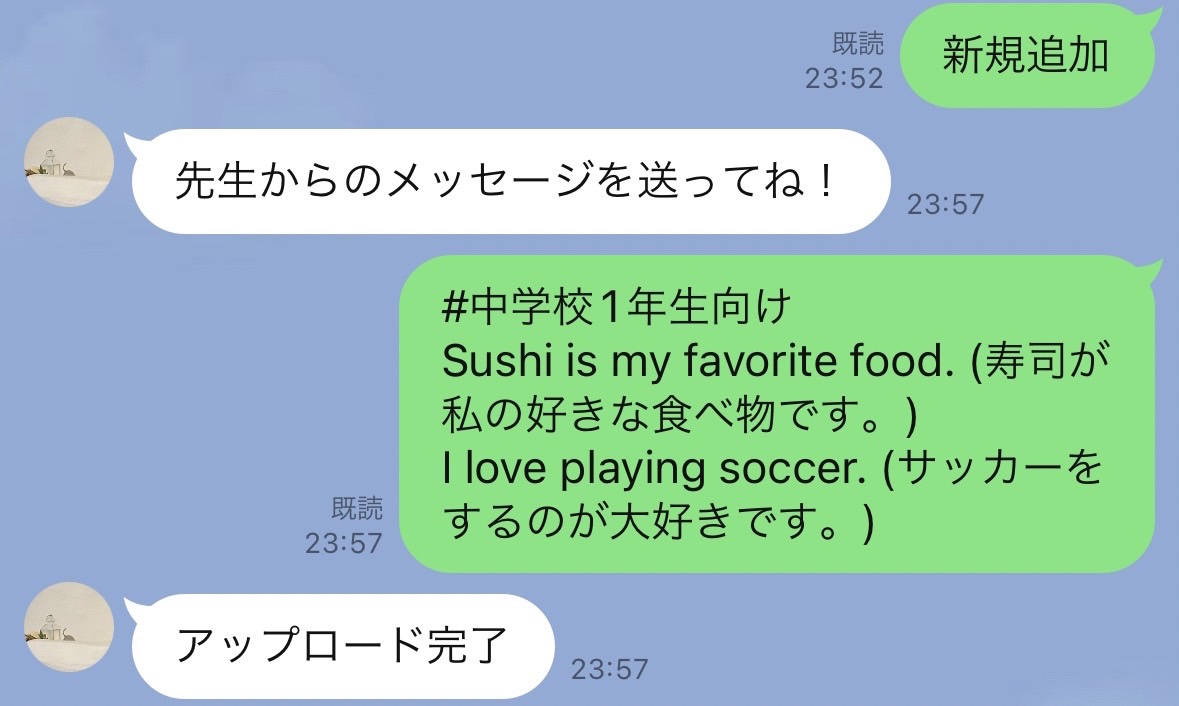 新規追加
既読
23:52
先生からのメッセージを送ってね！
23:57
#中学校1年生向け
Sushi is my favorite food. (寿司が
私の好きな食べ物です。)
I love playing soccer. (サッカーを
するのが大好きです。)
既読
23:57
アップロード完了
23:57